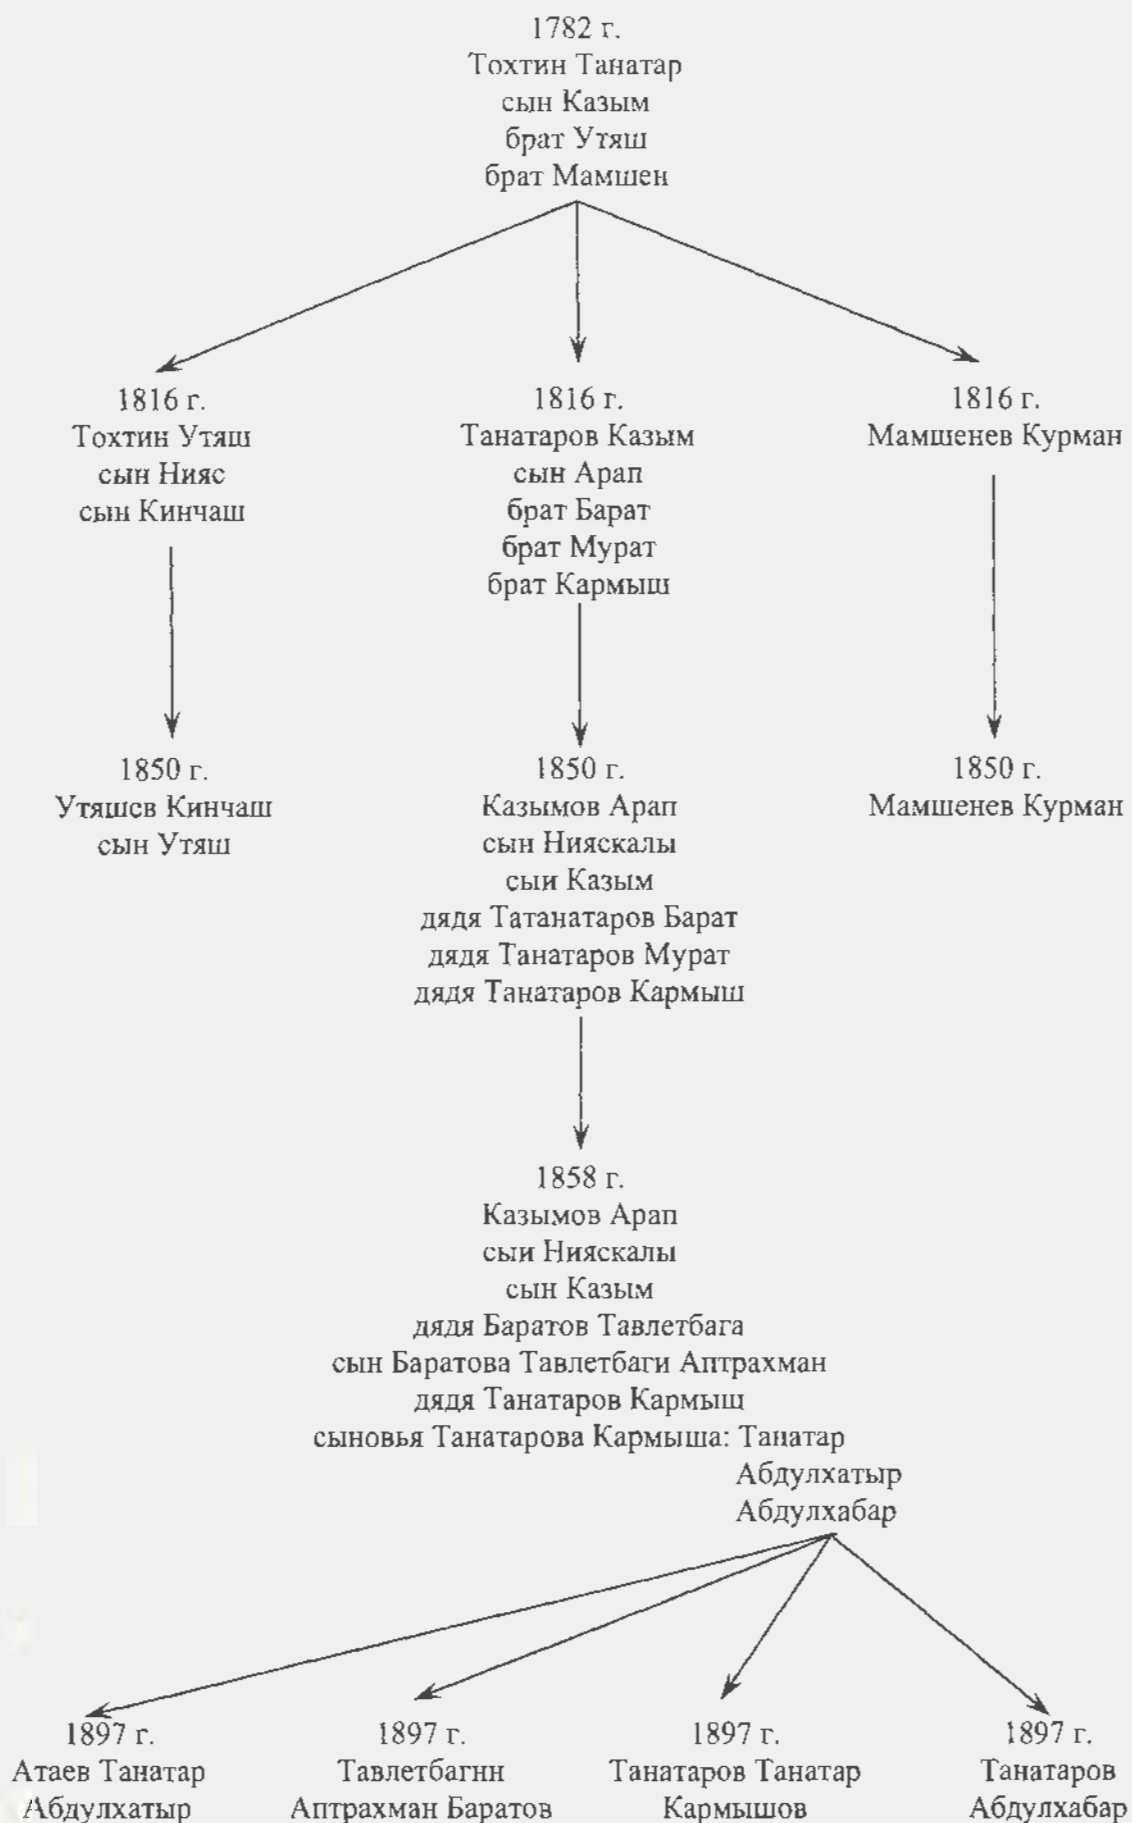 1782 г.
Тохтин Танатар
сын Казым
брат Утяш
брат Мамшен
1816 г.
Тохтин Утяш
сын Нияс
сын Кинчаш
1816 г.
Танатаров Казым
сын Арап
брат Барат
брат Мурат
брат Кармыш
1816 г.
Мамшенев Курман
1850 г.
Утяшев Кинчаш
сын Утяш
1850 г.
Казымов Арап
сын Нияскалы
сыи Казым
дядя Татанатаров Барат
дядя Танатаров Мурат
дядя Танатаров Кармыш
1850 г.
Мамшенев Курман
1858 г.
Казымов Арап
сыи Нияскалы
сын Казым
дядя Баратов Тавлетбага
сын Баратова Тавлетбаги Аптрахман
дядя Танатаров Кармыш
сыновья Танатарова Кармыша: Танатар
Абдулхатыр
Абдулхабар
1897 г.
Атаев Танатар
Абдулхатыр
1897 г.
Тавлетбагнн
Аптрахман Баратов
1897 г.
Танатаров Танатар
Кармышов
1897 г.
Танатаров
Абдулхабар